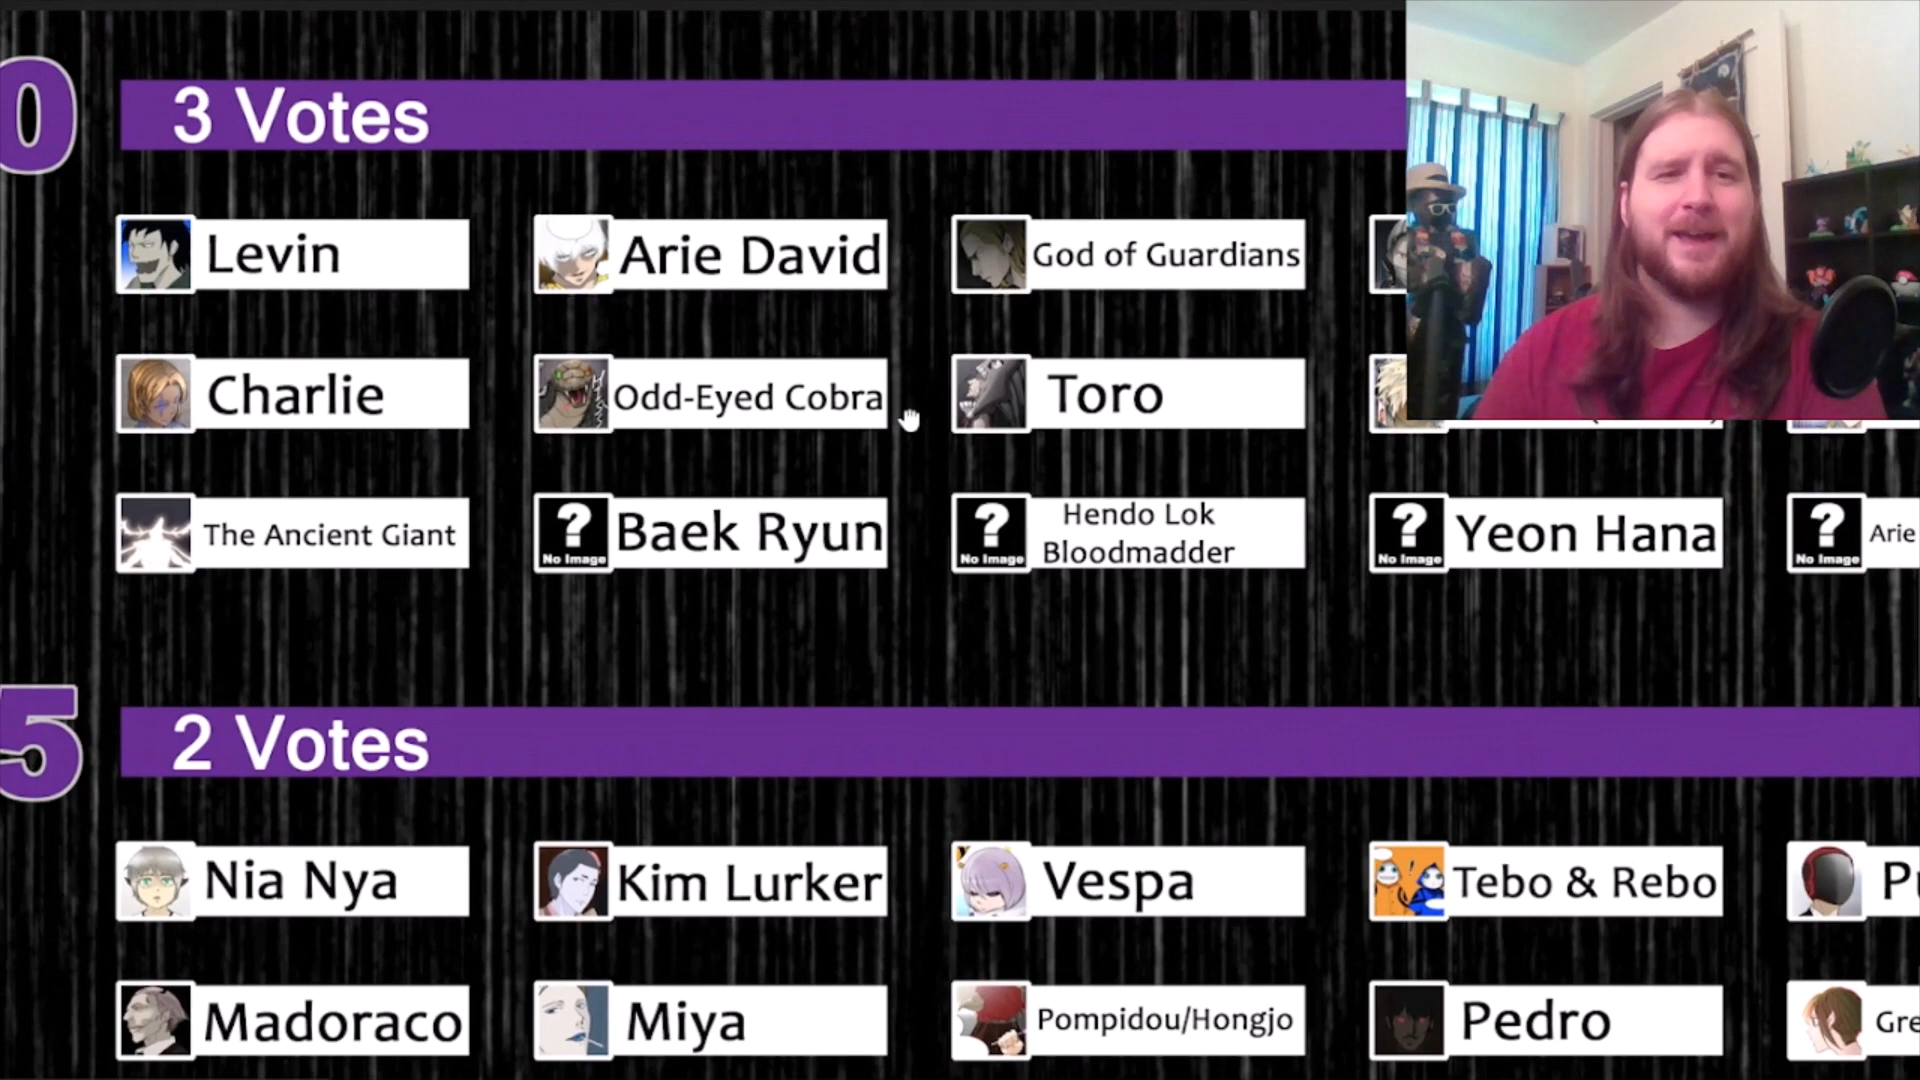 0
3 Votes
Levin
Arie David
God of Guardians
Charlie
Odd-Eyed Cobra
Toro
The Ancient Giant
No Image
Baek Ryun
No Image
Hendo Lok
Bloodmadder
No Image
Yeon Hana
No Image
Arie
5
2 Votes
Nia Nya
Kim Lurker
Vespa
Tebo & Rebo
Madoraco
Miya
Pompidou/Hongjo
Pedro